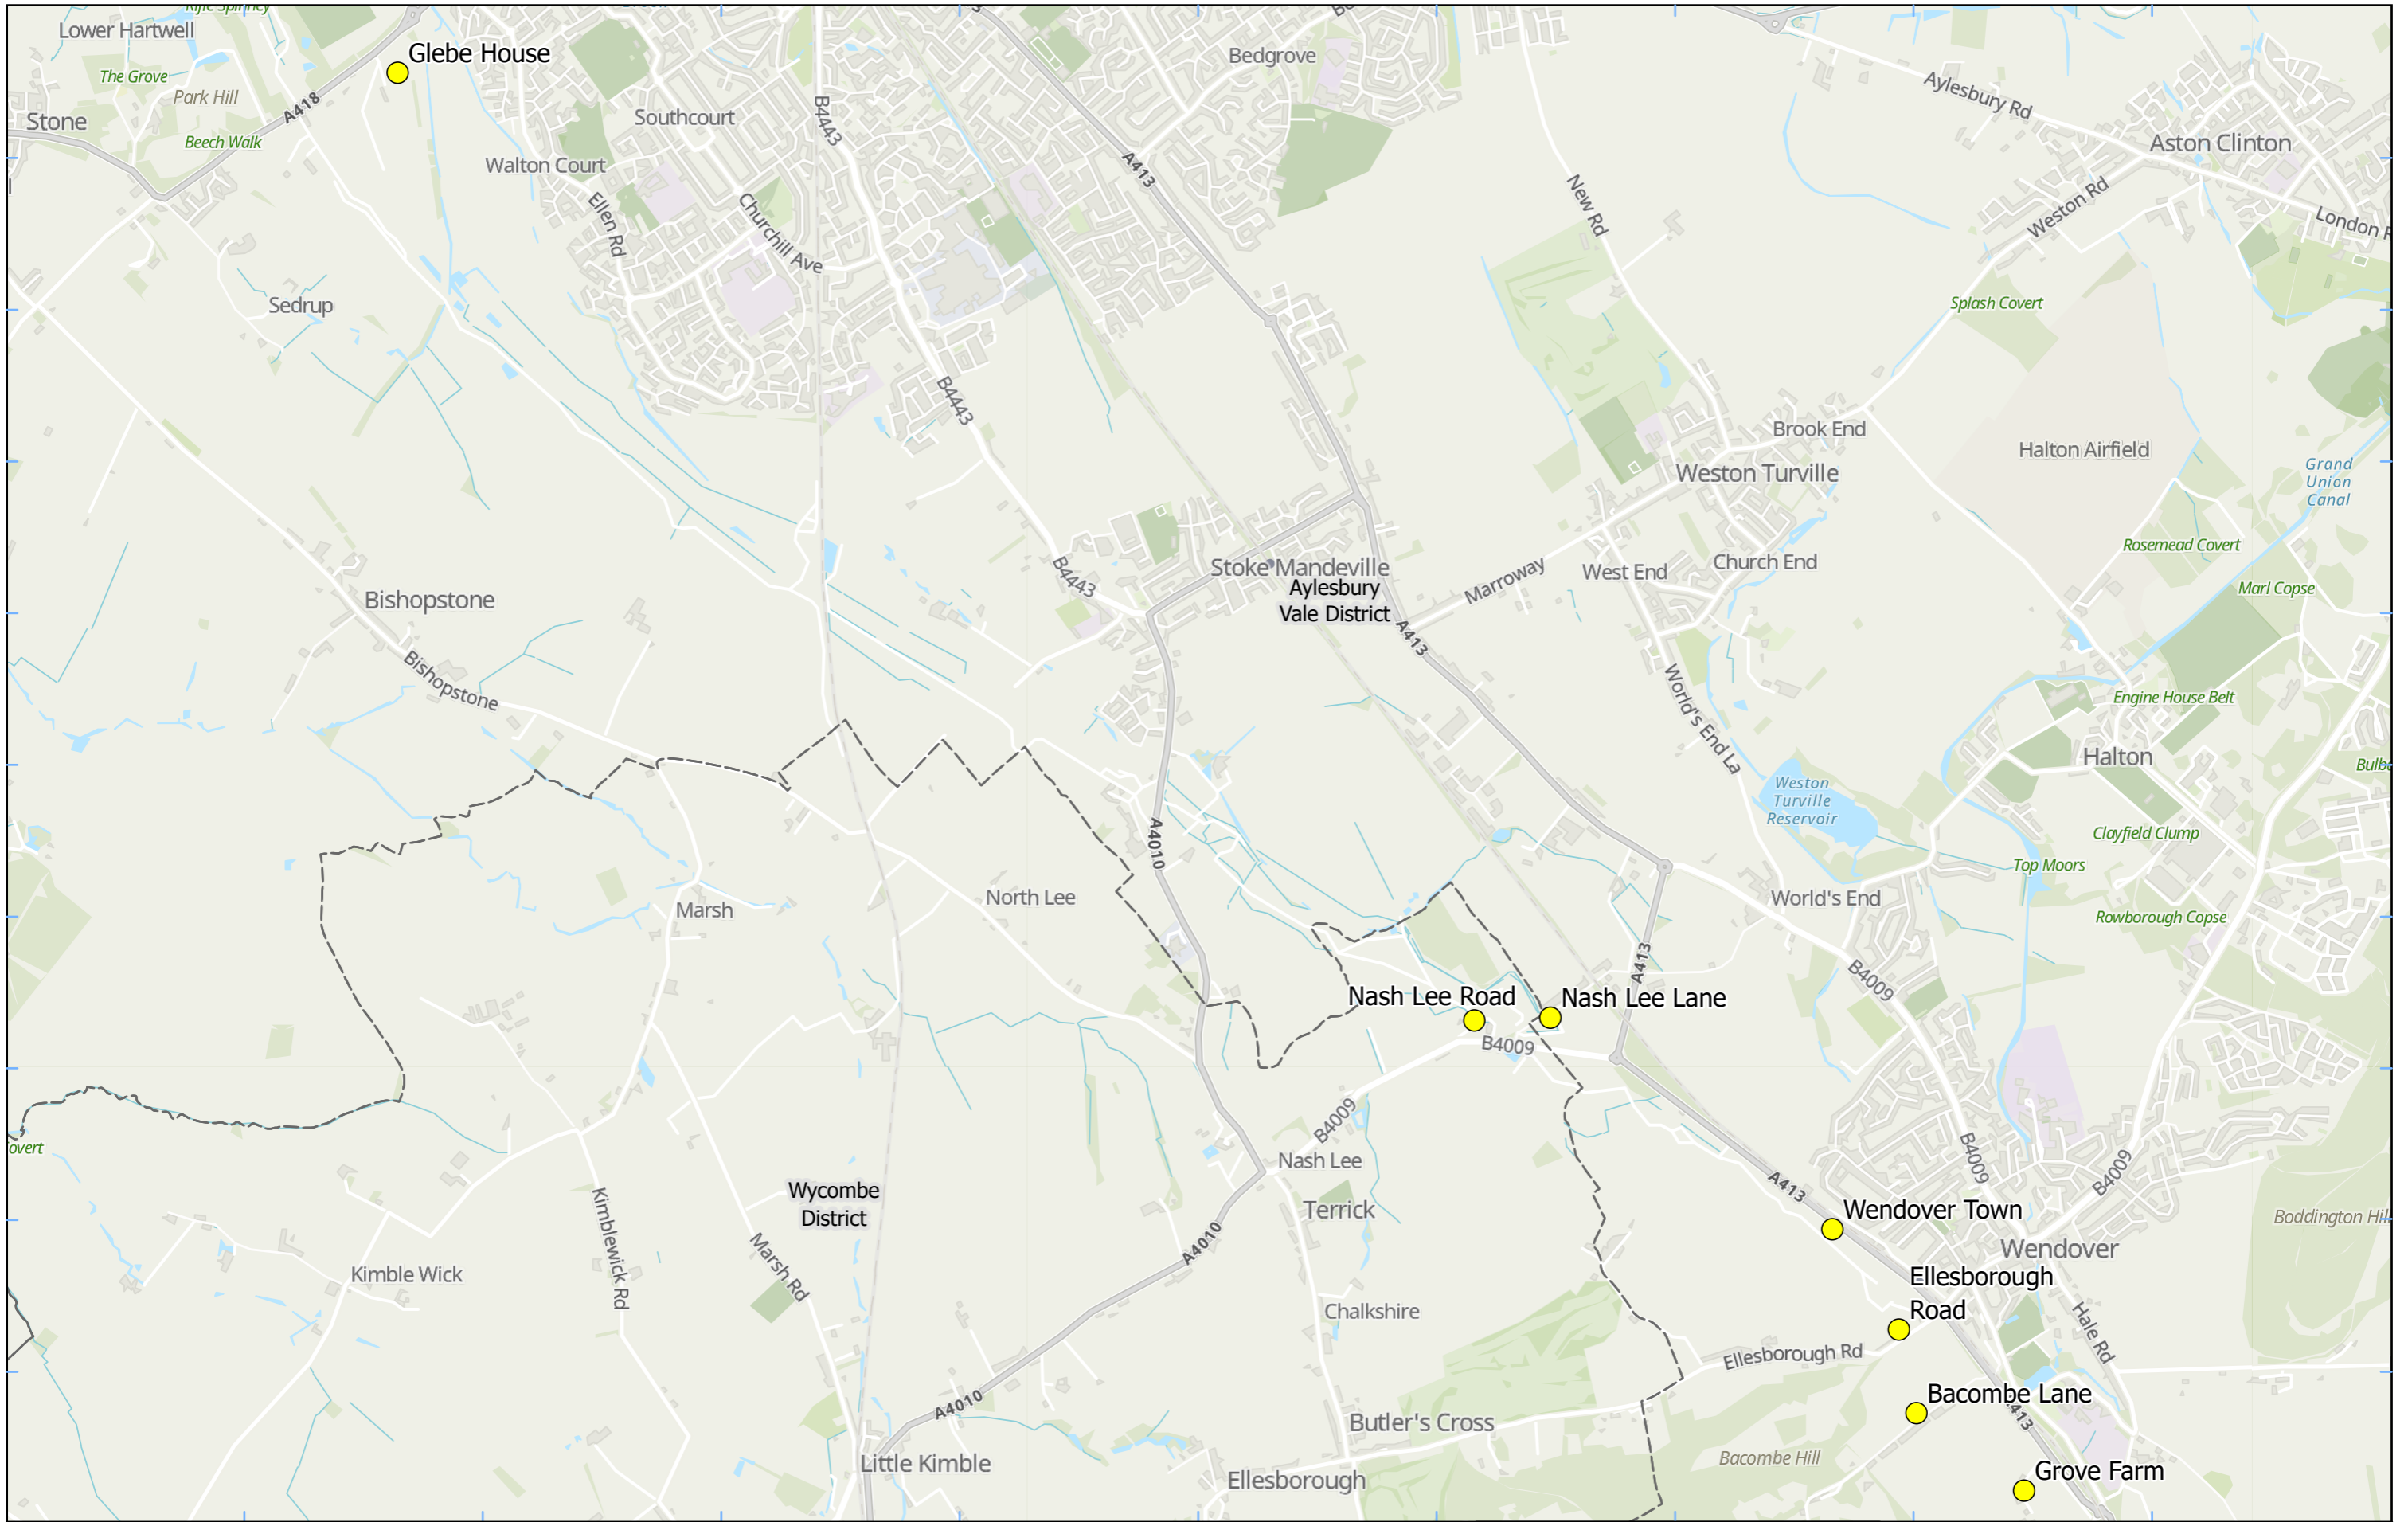 Lower Hartwell
Rifle Spinney
Glebe House
Bedgrove
The Grove
Park Hill
A418
Stone
Beech Walk
Southcourt
B4443
Walton Court
A413
Aylesbury Rd
Aston Clinton
Ellen Rd
Churchill Ave
New Rd
Weston Rd
London R
Sedrup
Splash Covert
B4443
Brook End
Halton Airfield
Weston Turville
Grand
Union
Canal
Rosemead Covert
Stoke Mandeville
Aylesbury
Vale District
B4443
Marroway
West End
Church End
Marl Copse
Bishopstone
Bishopstone
A413
World's End La
Engine House Belt
Halton
Bulb
Weston
Turville
Reservoir
A4010
Clayfield Clump
Top Moors
North Lee
Marsh
World's End
Rowborough Copse
A413
B4009
Nash Lee Road
Nash Lee Lane
B4009
B4009
overt
Nash Lee
B4009
B4009
Wycombe
District
Kimblewick Rd
Terrick
A413
Wendover Town
Boddington Hil
Marsh Rd
A4010
Wendover
Kimble Wick
Ellesborough
Road
Chalkshire
Hale Rd
Ellesborough Rd
A4010
Bacombe Lane
A413
Butler's Cross
Bacombe Hill
Little Kimble
Ellesborough
Grove Farm